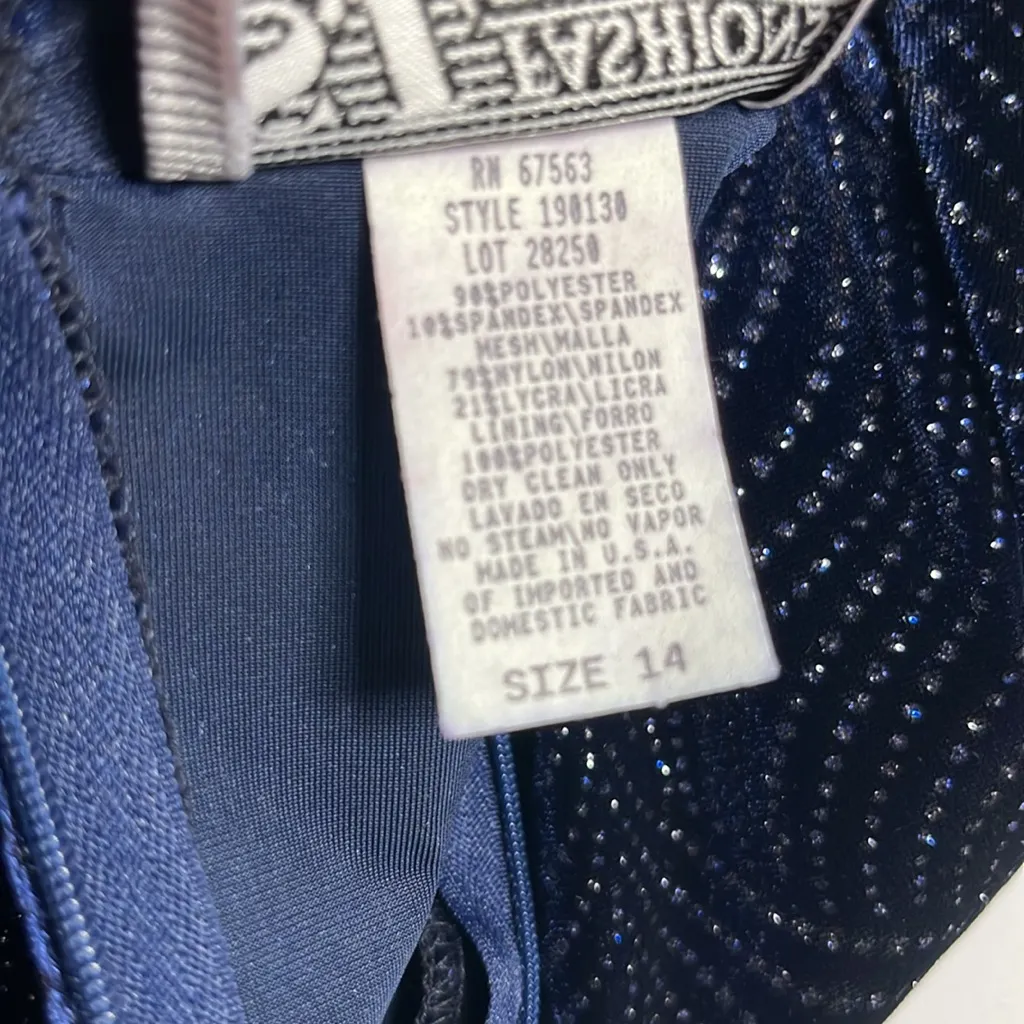 FASHIONS
RN 67563
STYLE 190130
LOT 28250
90%POLYESTER
10%SPANDEX\SPANDEX
MESH\MALLA
79%NYLON\NILON
21%LYCRA\LICRA
LINING\FORRO
100%POLYESTER
DRY CLEAN ONLY
LAVADO EN SECO
NO STEAM\NO VAPOR
MADE IN U.S.A.
OF IMPORTED AND
DOMESTIC FABRIC
SIZE 14